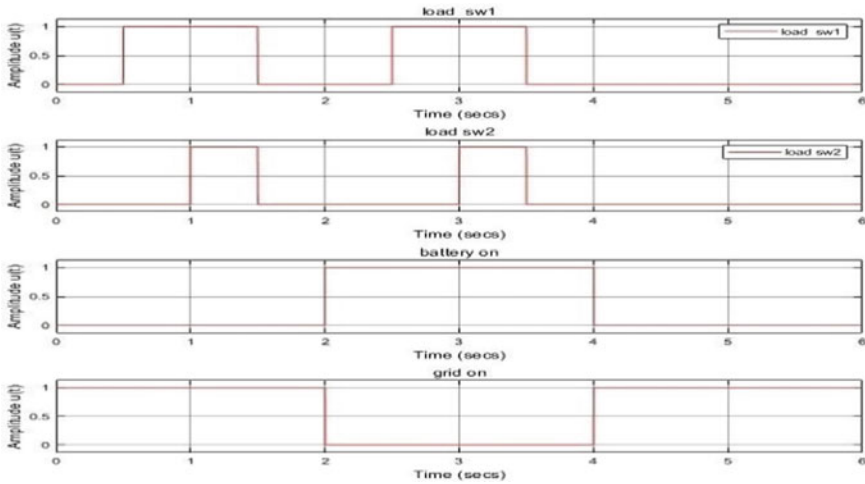 load sw1
Amplitude u(t)
1
0.5
0
load sw1
0 1 2 3 4 5 6
Time (secs)
load sw2
Amplitude u(t)
1
0.5
0
load sw2
0 1 2 3 4 5 6
Time (secs)
battery on
Amplitude u(t)
1
0.5
0
0 1 2 3 4 5 6
Time (secs)
grid on
Amplitude u(t)
1
0.5
0
0 1 2 3 4 5 6
Time (secs)